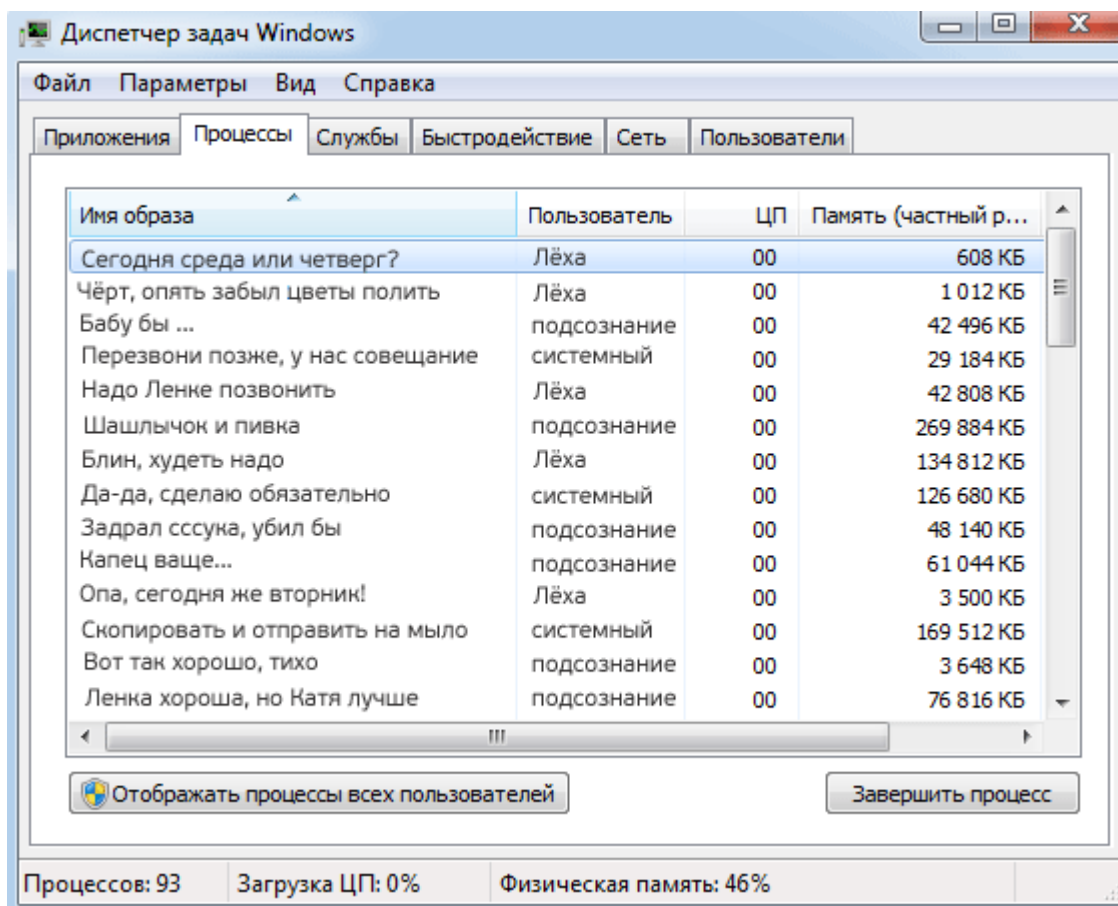 Диспетчер задач Windows
Файл Параметры Вид Справка
Приложения Процессы Службы Быстродействие Сеть Пользователи
Имя образа Пользователь ЦП Память (частный р...
Сегодня среда или четверг? Лёха 00 608 КБ
Чёрт, опять забыл цветы полить Лёха 00 1 012 КБ
Бабу бы ... подсознание 00 42 496 КБ
Перезвони позже, у нас совещание системный 00 29 184 КБ
Надо Ленке позвонить Лёха 00 42 808 КБ
Шашлычок и пивка подсознание 00 269 884 КБ
Блин, худеть надо Лёха 00 134 812 КБ
Да-да, сделаю обязательно системный 00 126 680 КБ
Задрал сссука, убил бы подсознание 00 48 140 КБ
Капец ваще... подсознание 00 61 044 КБ
Опа, сегодня же вторник! Лёха 00 3 500 КБ
Скопировать и отправить на мыло системный 00 169 512 КБ
Вот так хорошо, тихо подсознание 00 3 648 КБ
Ленка хороша, но Катя лучше подсознание 00 76 816 КБ
Отображать процессы всех пользователей Завершить процесс
Процессов: 93 Загрузка ЦП: 0% Физическая память: 46%